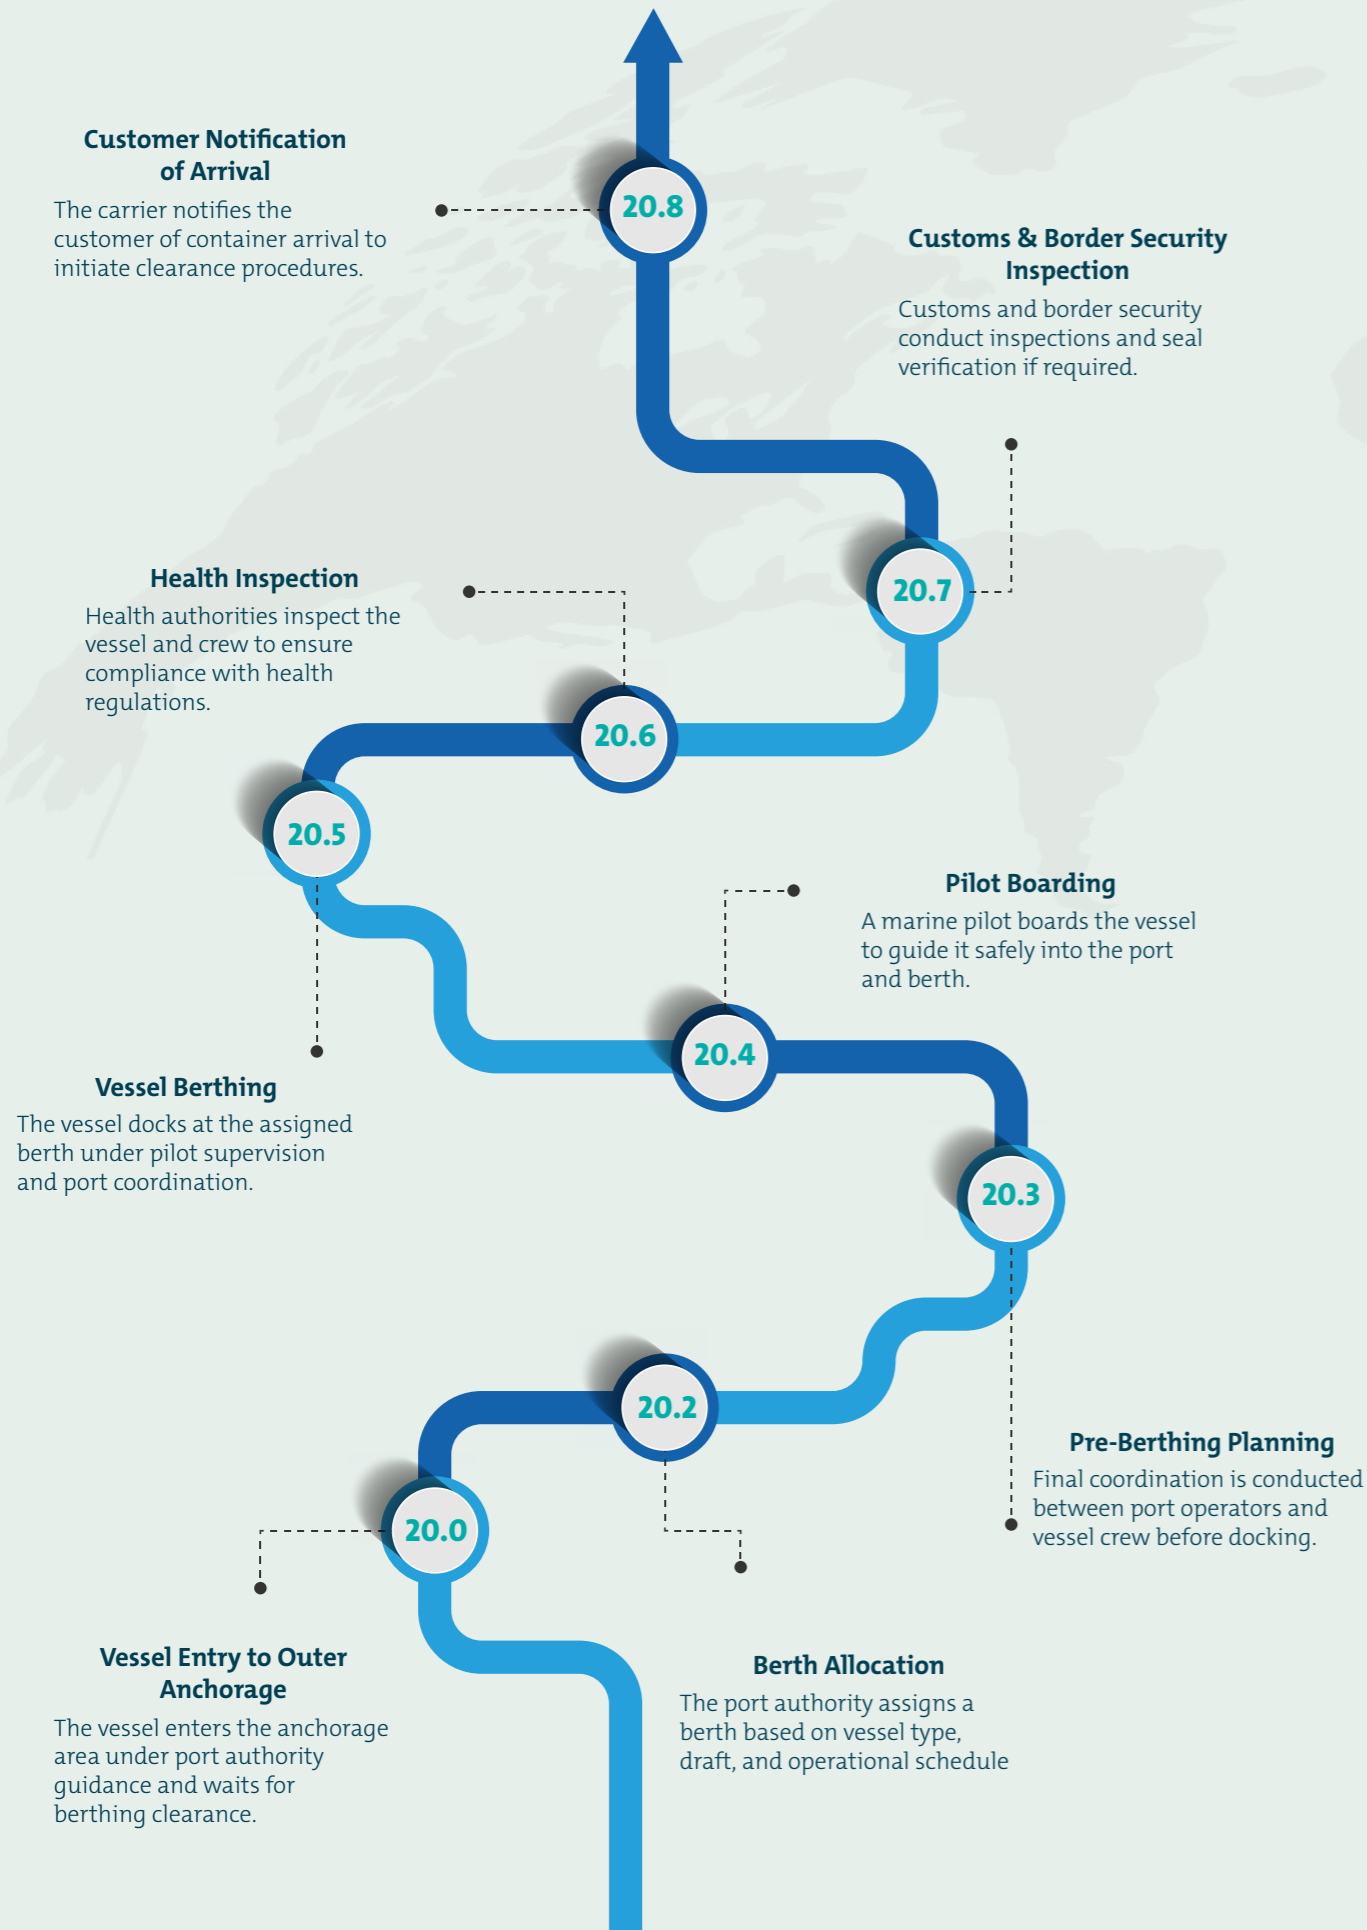 Customer Notification
of Arrival
The carrier notifies the
customer of container arrival to
initiate clearance procedures.
20.8
Customs & Border Security
Inspection
Customs and border security
conduct inspections and seal
verification if required.
20.7
Health Inspection
Health authorities inspect the
vessel and crew to ensure
compliance with health
regulations.
20.6
20.5
Pilot Boarding
A marine pilot boards the vessel
to guide it safely into the port
and berth.
20.4
Vessel Berthing
The vessel docks at the assigned
berth under pilot supervision
and port coordination.
20.3
20.2
Pre-Berthing Planning
Final coordination is conducted
between port operators and
vessel crew before docking.
20.0
Vessel Entry to Outer
Anchorage
The vessel enters the anchorage
area under port authority
guidance and waits for
berthing clearance.
Berth Allocation
The port authority assigns a
berth based on vessel type,
draft, and operational schedule